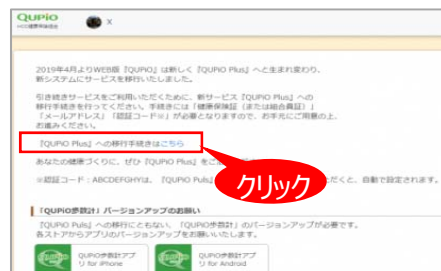 QUPiO
X
2019年4月よりWEB版『QUPiO』は新しく『QUPiO Plus』へと生まれ変わり、
新システムにサービスを移行いたしました。
引き続きサービスをご利用いただくために、新サービス『QUPiO Plus』への
移行手続きを行ってください。手続きには「健康保険証（または組合員証）」
「メールアドレス」「認証コード※」が必要となりますので、お手元にご用意の上、
お進みください。
『QUPiO Plus』への移行手続きはこちら
あなたの健康づくりに、ぜひ『QUPiO Plus』をご
クリック
※認証コード：ABCDEFGHYは、『QUPiO Puls』 だくと、自動で設定されます。
「QUPiO歩数計」バージョンアップのお願い
『QUPiO Puls』への移行にともない、「QUPiO歩数計」のバージョンアップが必要です。
各ストアからアプリのバージョンアップをお願いいたします。
QUPiO歩数計アプ
リ for iPhone
QUPiO歩数計アプ
リ for Android